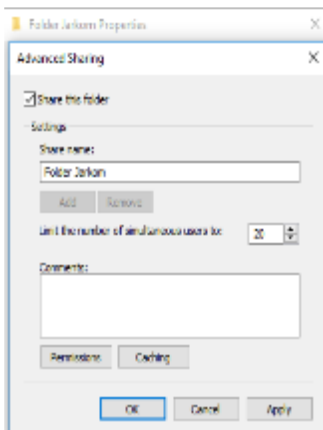 Folder Jarkom Properties
Advanced Sharing
Share this folder
Settings
Share name:
Folder Jarkom
Add Remove
Limit the number of simultaneous users to: 20
Comments:
Permissions Caching
OK Cancel Apply